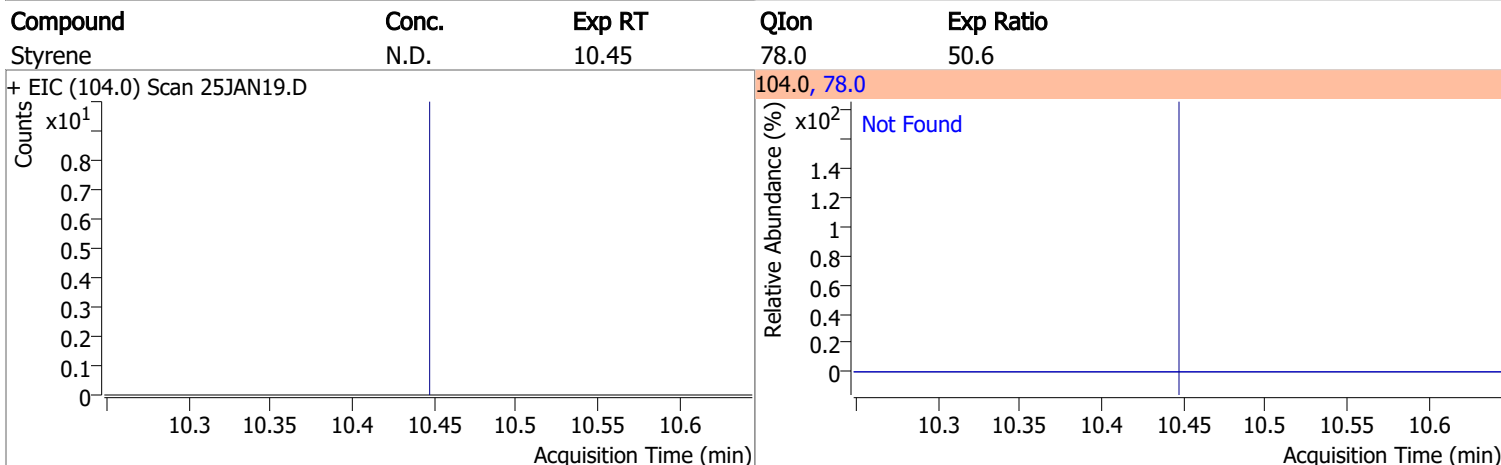 Compound Conc. Exp RT QIon Exp Ratio
Styrene N.D. 10.45 78.0 50.6
+ EIC (104.0) Scan 25JAN19.D
Counts
x10¹
0.8
0.7
0.6
0.5
0.4
0.3
0.2
0.1
0
10.3 10.35 10.4 10.45 10.5 10.55 10.6
Acquisition Time (min)
104.0, 78.0
Relative Abundance (%)
x10²
Not Found
1.4
1.2
1
0.8
0.6
0.4
0.2
0
10.3 10.35 10.4 10.45 10.5 10.55 10.6
Acquisition Time (min)